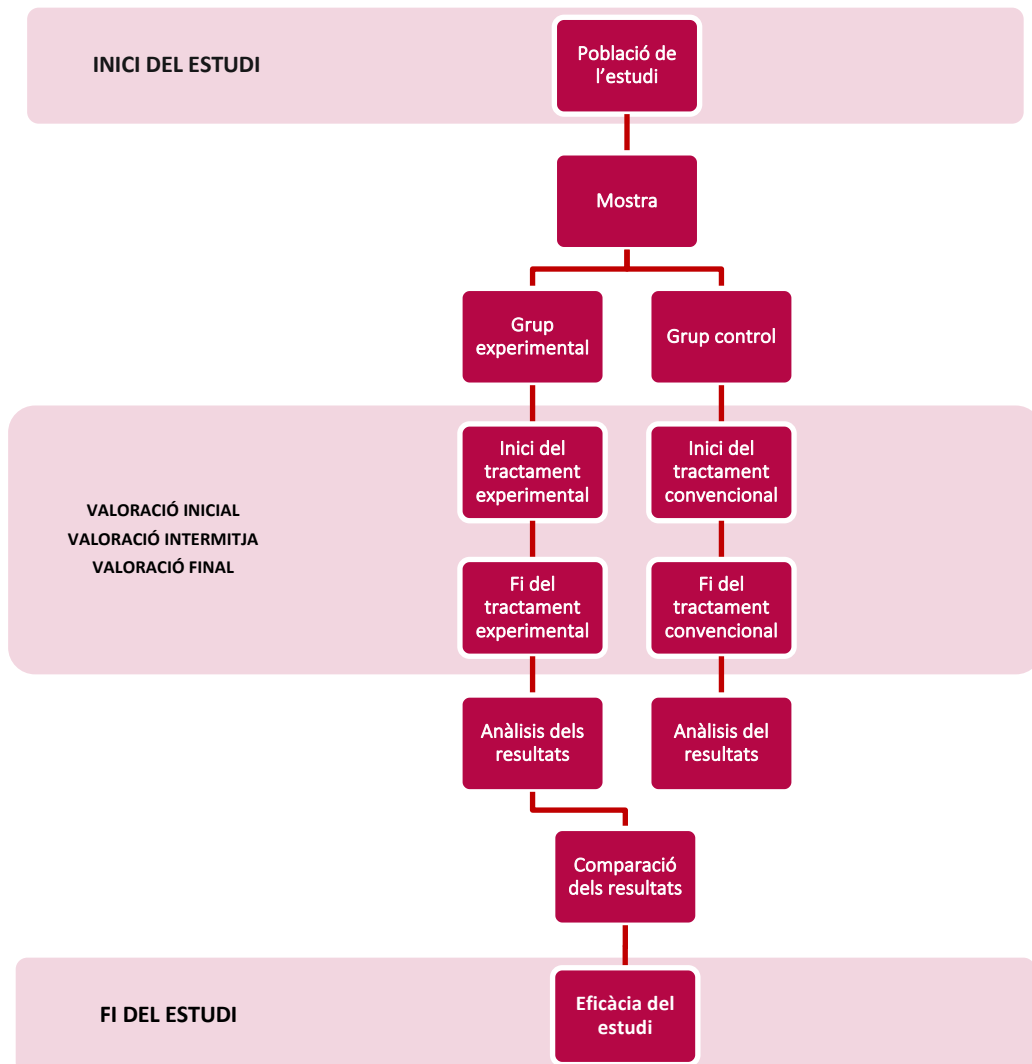 INICI DEL ESTUDI
Població de
l’estudi
Mostra
Grup
experimental
Grup control
VALORACIÓ INICIAL
VALORACIÓ INTERMITJA
VALORACIÓ FINAL
Inici del
tractament
experimental
Inici del
tractament
convencional
Fi del
tractament
experimental
Fi del
tractament
convencional
Anàlisis dels
resultats
Anàlisis del
resultats
Comparació
dels resultats
FI DEL ESTUDI
Eficàcia del
estudi